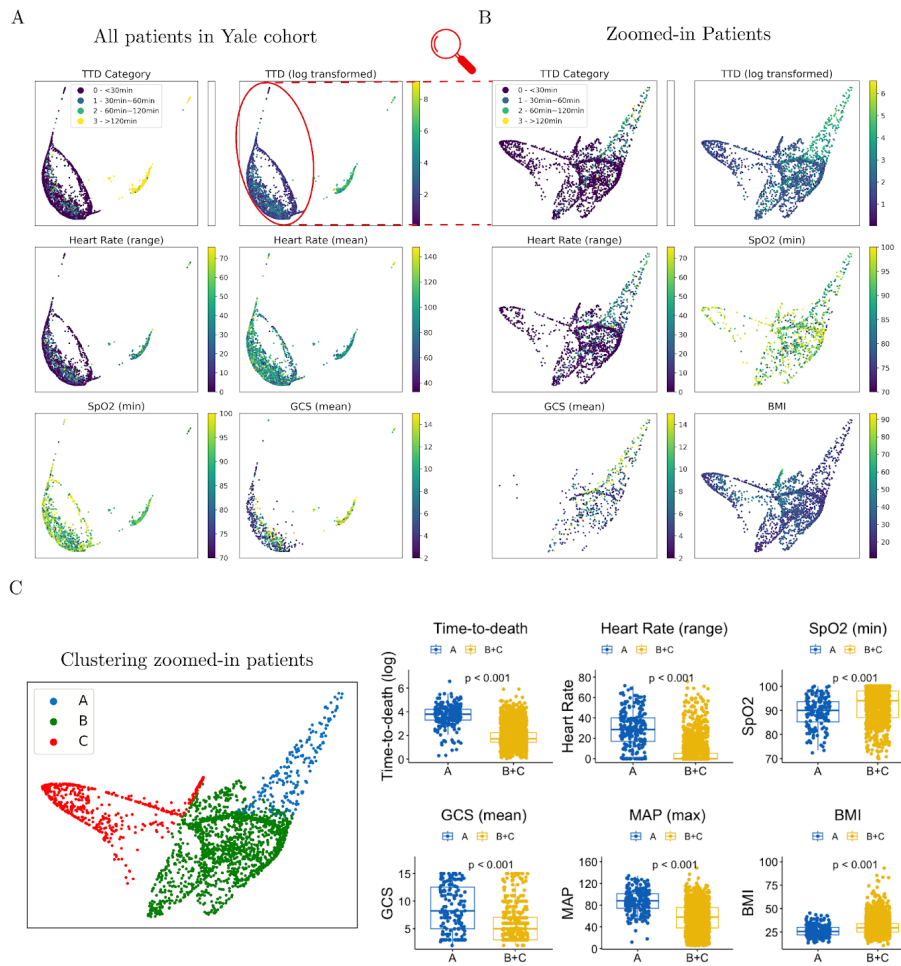 A
B
All patients in Yale cohort
Zoomed-in Patients
TTD Category
0 - <30min
1 - 30min~60min
2 - 60min~120min
3 - >120min
TTD (log transformed)
8
6
4
2
TTD Category
0 - <30min
1 - 30min~60min
2 - 60min~120min
3 - >120min
TTD (log transformed)
6
5
4
3
2
1
Heart Rate (range)
70
60
50
40
30
20
10
0
Heart Rate (mean)
140
120
100
80
60
40
Heart Rate (range)
70
60
50
40
30
20
10
0
SpO2 (min)
100
95
90
85
80
75
70
SpO2 (min)
100
95
90
85
80
75
70
GCS (mean)
14
12
10
8
6
4
2
GCS (mean)
14
12
10
8
6
4
2
BMI
90
80
70
60
50
40
30
20
C
Clustering zoomed-in patients
A
B
C
Time-to-death
A B+C
p < 0.001
Time-to-death (log)
6
4
2
0
A B+C
Heart Rate (range)
A B+C
p < 0.001
Heart Rate
80
60
40
20
0
A B+C
SpO2 (min)
A B+C
p < 0.001
SpO2
100
90
80
70
A B+C
GCS (mean)
A B+C
p < 0.001
GCS
15
10
5
A B+C
MAP (max)
A B+C
p < 0.001
MAP
160
120
80
40
0
A B+C
BMI
A B+C
p < 0.001
BMI
100
75
50
25
A B+C